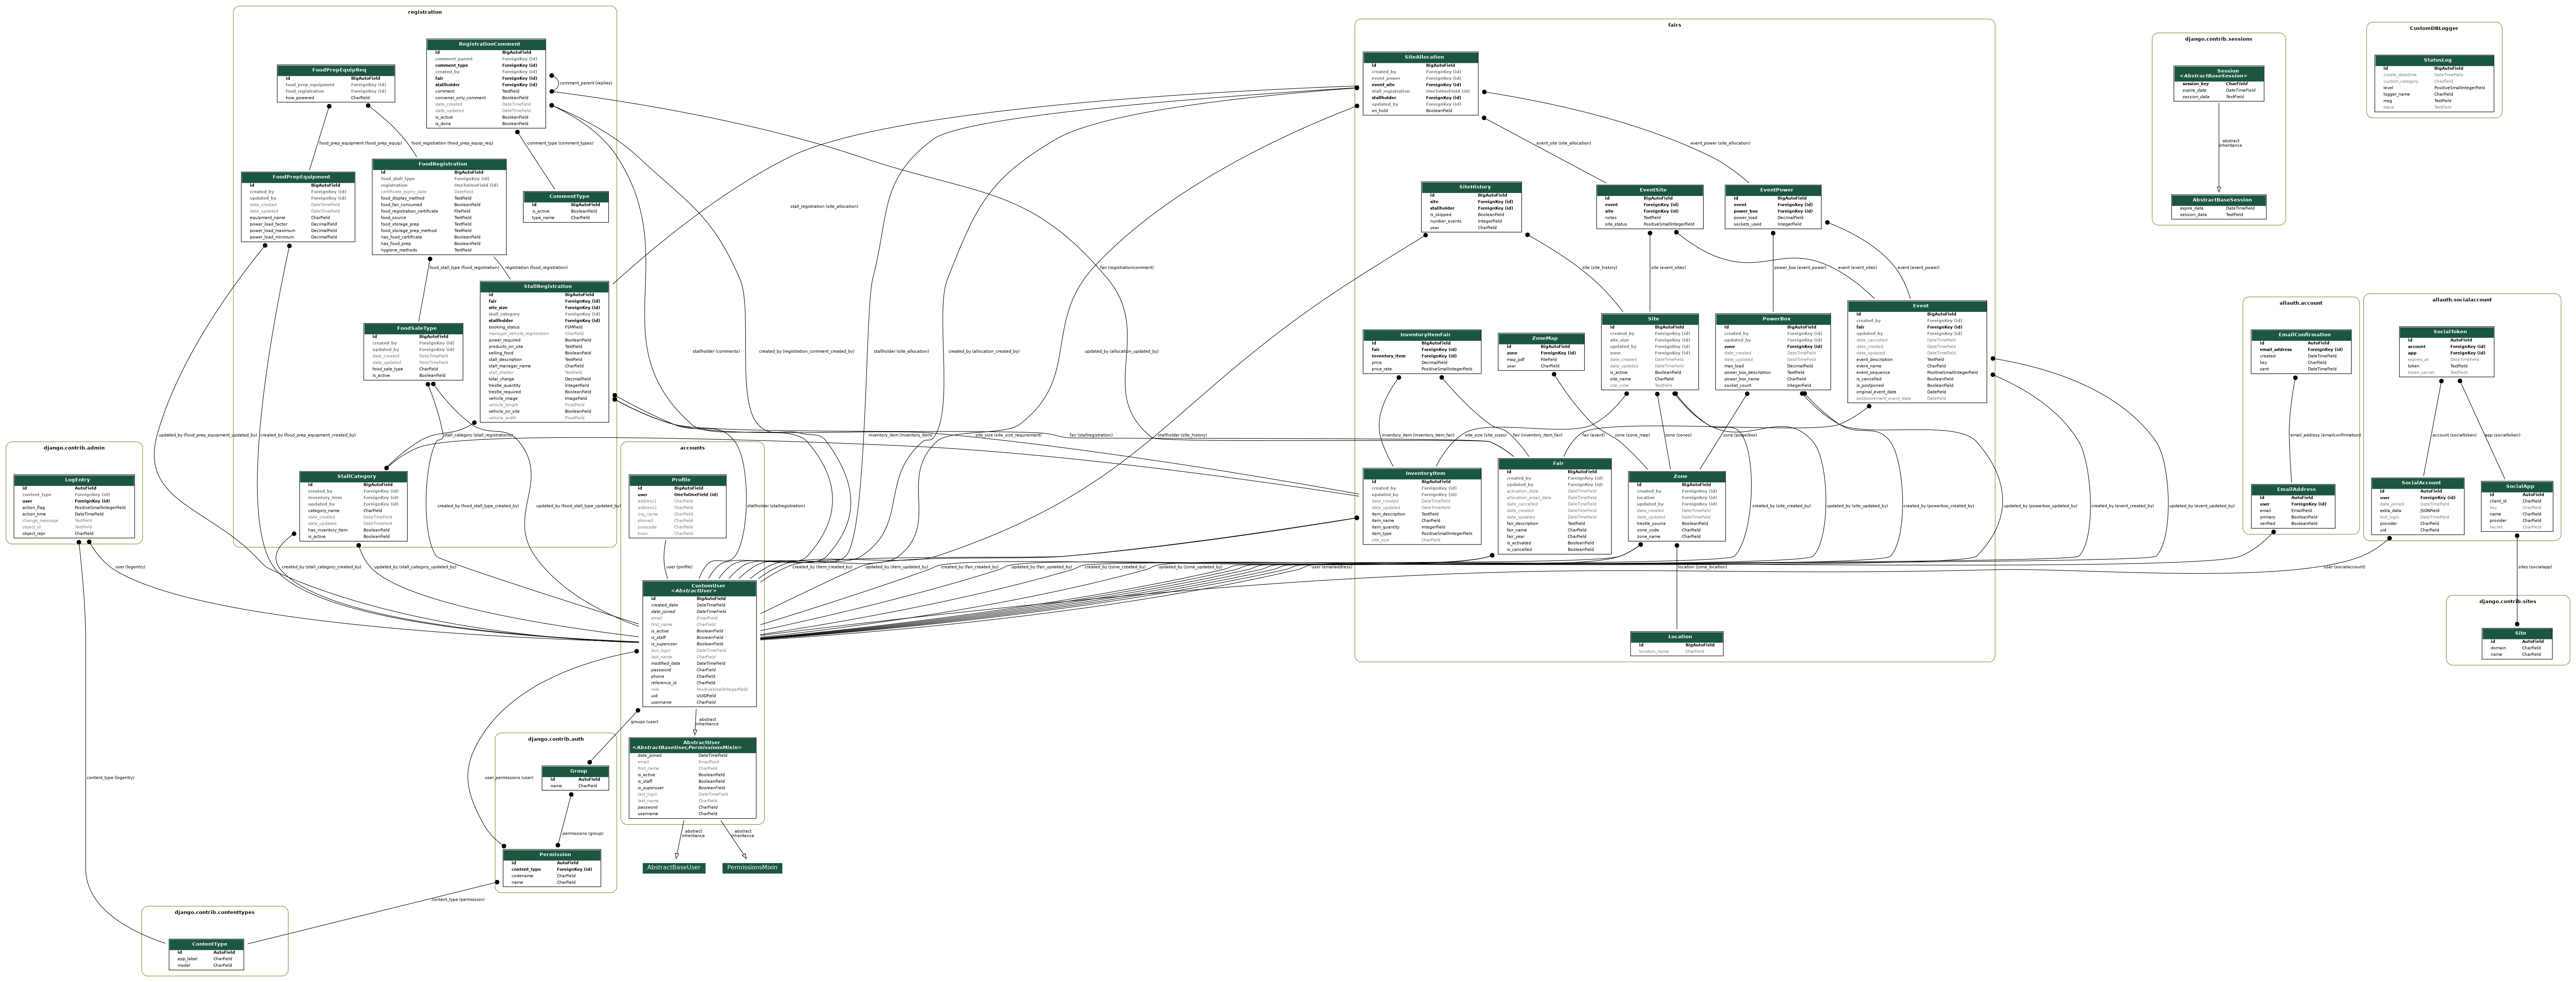 registration
RegistrationComment
id BigAutoField
comment_parent ForeignKey (id)
comment_type ForeignKey (id)
created_by ForeignKey (id)
fair ForeignKey (id)
stallholder ForeignKey (id)
comment TextField
convener_only_comment BooleanField
date_created DateTimeField
date_updated DateTimeField
is_active BooleanField
is_done BooleanField
comment_parent (replies)
FoodPrepEquipReq
id BigAutoField
food_prep_equipment ForeignKey (id)
food_registration ForeignKey (id)
how_powered CharField
food_prep_equipment (food_prep_equip)
food_registration (food_prep_equip_req)
comment_type (comment_types)
FoodPrepEquipment
id BigAutoField
created_by ForeignKey (id)
updated_by ForeignKey (id)
date_created DateTimeField
date_updated DateTimeField
equipment_name CharField
power_load_factor DecimalField
power_load_maximum DecimalField
power_load_minimum DecimalField
FoodRegistration
id BigAutoField
food_stall_type ForeignKey (id)
registration OneToOneField (id)
certificate_expiry_date DateField
food_display_method TextField
food_fair_consumed BooleanField
food_registration_certificate FileField
food_source TextField
food_storage_prep TextField
food_storage_prep_method TextField
has_food_certificate BooleanField
has_food_prep BooleanField
hygiene_methods TextField
CommentType
id BigAutoField
is_active BooleanField
type_name CharField
food_stall_type (food_registration)
registration (food_registration)
StallRegistration
id BigAutoField
fair ForeignKey (id)
site_size ForeignKey (id)
stall_category ForeignKey (id)
stallholder ForeignKey (id)
booking_status FSMField
manager_vehicle_registration CharField
power_required BooleanField
products_on_site TextField
selling_food BooleanField
stall_description TextField
stall_manager_name CharField
stall_shelter TextField
total_charge DecimalField
trestle_quantity IntegerField
trestle_required BooleanField
vehicle_image ImageField
vehicle_length FloatField
vehicle_on_site BooleanField
vehicle_width FloatField
FoodSaleType
id BigAutoField
created_by ForeignKey (id)
updated_by ForeignKey (id)
date_created DateTimeField
date_updated DateTimeField
food_sale_type CharField
is_active BooleanField
updated_by (food_prep_equipment_updated_by)
created_by (food_prep_equipment_created_by)
stall_category (stall_registrations)
StallCategory
id BigAutoField
created_by ForeignKey (id)
inventory_item ForeignKey (id)
updated_by ForeignKey (id)
category_name CharField
date_created DateTimeField
date_updated DateTimeField
has_inventory_item BooleanField
is_active BooleanField
created_by (food_stall_type_created_by)
updated_by (food_stall_type_updated_by)
created_by (stall_category_created_by)
updated_by (stall_category_updated_by)
django.contrib.admin
LogEntry
id AutoField
content_type ForeignKey (id)
user ForeignKey (id)
action_flag PositiveSmallIntegerField
action_time DateTimeField
change_message TextField
object_id TextField
object_repr CharField
user (logentry)
content_type (logentry)
stall_registration (site_allocation)
fair (registrationcomment)
stallholder (comments)
created_by (registration_comment_created_by)
stallholder (site_allocation)
created_by (allocation_created_by)
updated_by (allocation_updated_by)
inventory_item (inventory_item)
site_size (site_size_requirement)
fair (stallregistration)
stallholder (site_history)
stallholder (stallregistration)
accounts
Profile
id BigAutoField
user OneToOneField (id)
address1 CharField
address2 CharField
org_name CharField
phone2 CharField
postcode CharField
town CharField
user (profile)
CustomUser
<AbstractUser>
id BigAutoField
created_date DateTimeField
date_joined DateTimeField
email EmailField
first_name CharField
is_active BooleanField
is_staff BooleanField
is_superuser BooleanField
last_login DateTimeField
last_name CharField
modified_date DateTimeField
password CharField
phone CharField
reference_id CharField
role PositiveSmallIntegerField
uid UUIDField
username CharField
abstract
inheritance
groups (user)
AbstractUser
<AbstractBaseUser,PermissionsMixin>
date_joined DateTimeField
email EmailField
first_name CharField
is_active BooleanField
is_staff BooleanField
is_superuser BooleanField
last_login DateTimeField
last_name CharField
password CharField
username CharField
abstract
inheritance
abstract
inheritance
AbstractBaseUser
PermissionsMixin
django.contrib.auth
user_permissions (user)
Group
id AutoField
name CharField
permissions (group)
Permission
id AutoField
content_type ForeignKey (id)
codename CharField
name CharField
content_type (permission)
django.contrib.contenttypes
ContentType
id AutoField
app_label CharField
model CharField
fairs
SiteAllocation
id BigAutoField
created_by ForeignKey (id)
event_power ForeignKey (id)
event_site ForeignKey (id)
stall_registration OneToOneField (id)
stallholder ForeignKey (id)
updated_by ForeignKey (id)
on_hold BooleanField
event_site (site_allocation)
event_power (site_allocation)
SiteHistory
id BigAutoField
site ForeignKey (id)
stallholder ForeignKey (id)
is_skipped BooleanField
number_events IntegerField
year CharField
EventSite
id BigAutoField
event ForeignKey (id)
site ForeignKey (id)
notes TextField
site_status PositiveSmallIntegerField
EventPower
id BigAutoField
event ForeignKey (id)
power_box ForeignKey (id)
power_load DecimalField
sockets_used IntegerField
site (site_history)
site (event_sites)
power_box (event_power)
event (event_sites)
event (event_power)
InventoryItemFair
id BigAutoField
fair ForeignKey (id)
inventory_item ForeignKey (id)
price DecimalField
price_rate PositiveSmallIntegerField
ZoneMap
id BigAutoField
zone ForeignKey (id)
map_pdf FileField
year CharField
Site
id BigAutoField
created_by ForeignKey (id)
site_size ForeignKey (id)
updated_by ForeignKey (id)
zone ForeignKey (id)
date_created DateTimeField
date_updated DateTimeField
is_active BooleanField
site_name CharField
site_note TextField
PowerBox
id BigAutoField
created_by ForeignKey (id)
updated_by ForeignKey (id)
zone ForeignKey (id)
date_created DateTimeField
date_updated DateTimeField
max_load DecimalField
power_box_description TextField
power_box_name CharField
socket_count IntegerField
Event
id BigAutoField
created_by ForeignKey (id)
fair ForeignKey (id)
updated_by ForeignKey (id)
date_cancelled DateTimeField
date_created DateTimeField
date_updated DateTimeField
event_description TextField
event_name CharField
event_sequence PositiveSmallIntegerField
is_cancelled BooleanField
is_postponed BooleanField
original_event_date DateField
postponement_event_date DateField
inventory_item (inventory_item_fair)
site_size (site_sizes)
fair (inventory_item_fair)
fair (event)
zone (zone_map)
zone (zones)
zone (powerbox)
InventoryItem
id BigAutoField
created_by ForeignKey (id)
updated_by ForeignKey (id)
date_created DateTimeField
date_updated DateTimeField
item_description TextField
item_name CharField
item_quantity IntegerField
item_type PositiveSmallIntegerField
site_size CharField
Fair
id BigAutoField
created_by ForeignKey (id)
updated_by ForeignKey (id)
activation_date DateTimeField
allocation_email_date DateTimeField
date_cancelled DateTimeField
date_created DateTimeField
date_updated DateTimeField
fair_description TextField
fair_name CharField
fair_year CharField
is_activated BooleanField
is_cancelled BooleanField
Zone
id BigAutoField
created_by ForeignKey (id)
location ForeignKey (id)
updated_by ForeignKey (id)
date_created DateTimeField
date_updated DateTimeField
trestle_source BooleanField
zone_code CharField
zone_name CharField
created_by (site_created_by)
updated_by (site_updated_by)
created_by (powerbox_created_by)
updated_by (powerbox_updated_by)
created_by (event_created_by)
updated_by (event_updated_by)
created_by (item_created_by)
updated_by (item_updated_by)
created_by (fair_created_by)
updated_by (fair_updated_by)
created_by (zone_created_by)
updated_by (zone_updated_by)
user (emailaddress)
location (zone_location)
user (socialaccount)
Location
id BigAutoField
location_name CharField
django.contrib.sessions
Session
<AbstractBaseSession>
session_key CharField
expire_date DateTimeField
session_data TextField
abstract
inheritance
AbstractBaseSession
expire_date DateTimeField
session_data TextField
CustomDBLogger
StatusLog
id BigAutoField
create_datetime DateTimeField
custom_category CharField
level PositiveSmallIntegerField
logger_name CharField
msg TextField
trace TextField
allauth.account
EmailConfirmation
id AutoField
email_address ForeignKey (id)
created DateTimeField
key CharField
sent DateTimeField
email_address (emailconfirmation)
EmailAddress
id AutoField
user ForeignKey (id)
email EmailField
primary BooleanField
verified BooleanField
allauth.socialaccount
SocialToken
id AutoField
account ForeignKey (id)
app ForeignKey (id)
expires_at DateTimeField
token TextField
token_secret TextField
account (socialtoken)
app (socialtoken)
SocialAccount
id AutoField
user ForeignKey (id)
date_joined DateTimeField
extra_data JSONField
last_login DateTimeField
provider CharField
uid CharField
SocialApp
id AutoField
client_id CharField
key CharField
name CharField
provider CharField
secret CharField
sites (socialapp)
django.contrib.sites
Site
id AutoField
domain CharField
name CharField